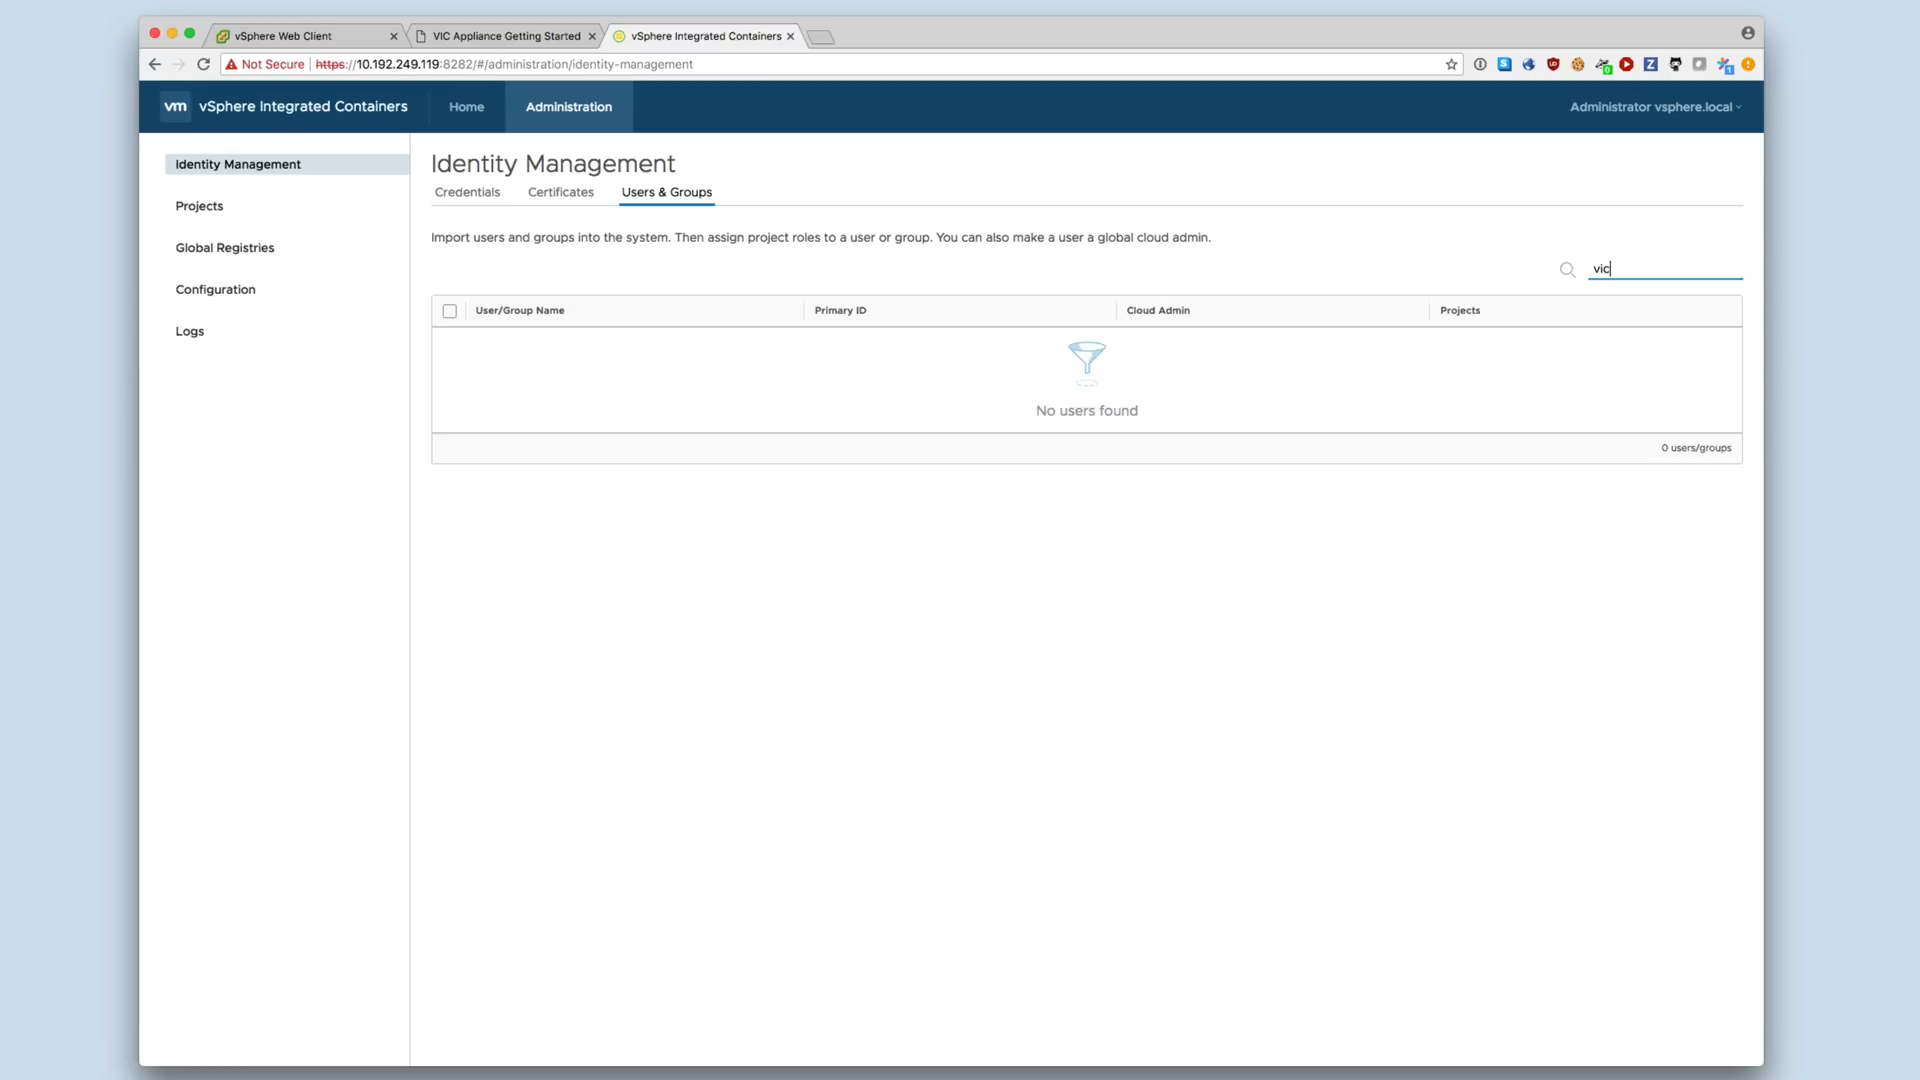 vSphere Web Client
VIC Appliance Getting Started
vSphere Integrated Containers
Not Secure
https://10.192.249.119:8282/#/administration/identity-management
vm
vSphere Integrated Containers
Home
Administration
Administrator vsphere.local
Identity Management
Projects
Global Registries
Configuration
Logs
Identity Management
Credentials
Certificates
Users & Groups
Import users and groups into the system. Then assign project roles to a user or group. You can also make a user a global cloud admin.
vic
User/Group Name
Primary ID
Cloud Admin
Projects
No users found
0 users/groups